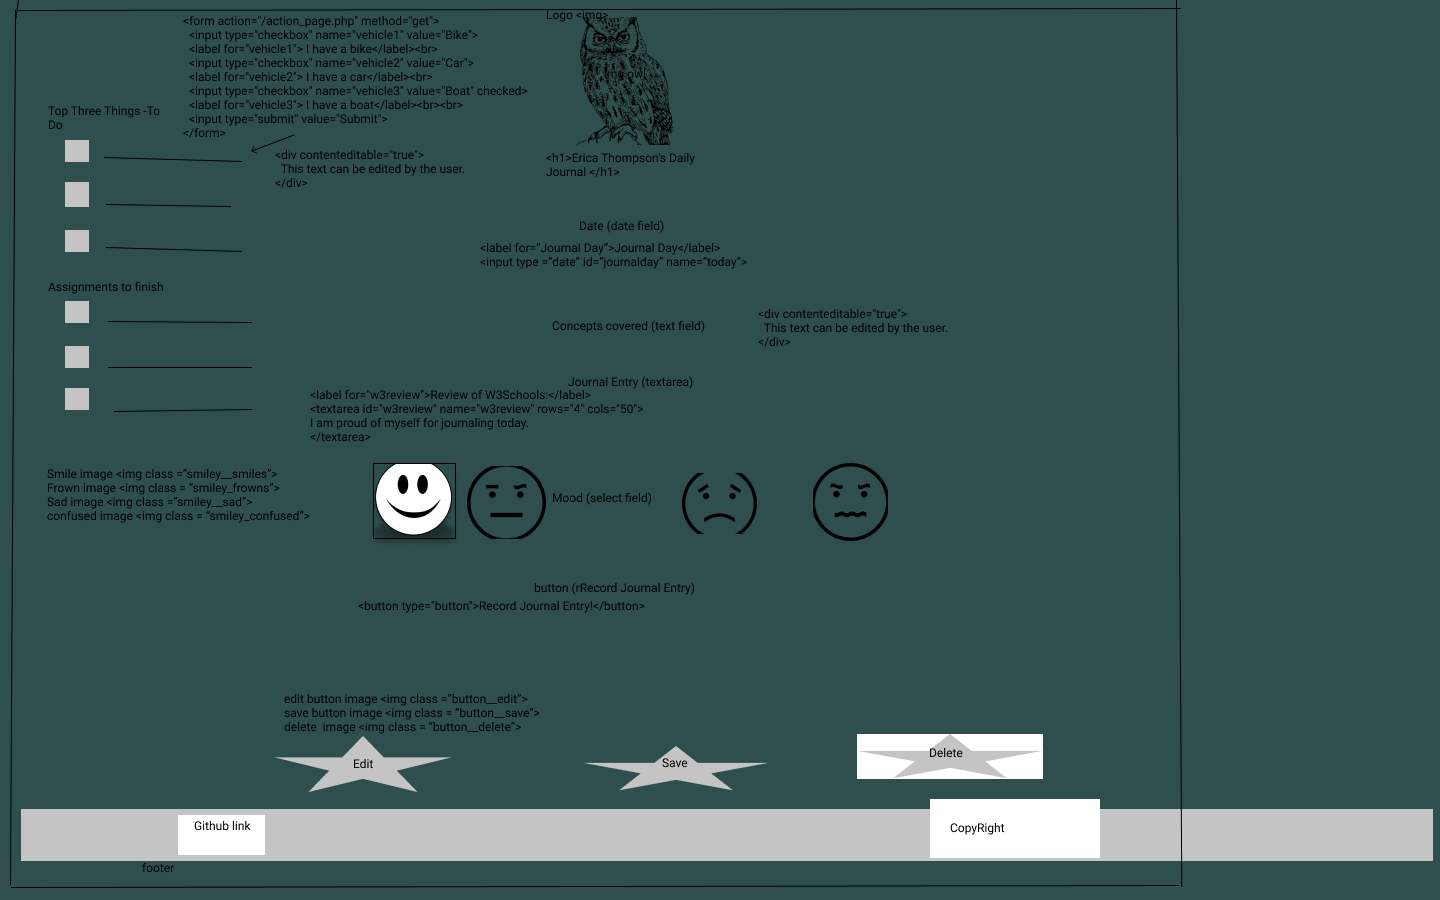 <form action="/action_page.php" method="get">
<input type="checkbox" name="vehicle1" value="Bike">
<label for="vehicle1"> I have a bike</label><br>
<input type="checkbox" name="vehicle2" value="Car">
<label for="vehicle2"> I have a car</label><br>
<input type="checkbox" name="vehicle3" value="Boat" checked>
<label for="vehicle3"> I have a boat</label><br><br>
<input type="submit" value="Submit">
</form>
Logo <img>
Top Three Things -To
Do
<div contenteditable="true">
This text can be edited by the user.
</div>
<h1>Erica Thompson’s Daily
Journal </h1>
Date (date field)
<label for=”Journal Day”>Journal Day</label>
<input type =”date” id=”journalday” name=”today”>
Assignments to finish
Concepts covered (text field)
<div contenteditable="true">
This text can be edited by the user.
</div>
Journal Entry (textarea)
<label for="w3review">Review of W3Schools:</label>
<textarea id="w3review" name="w3review" rows="4" cols="50">
I am proud of myself for journaling today.
</textarea>
Smile image <img class =”smiley__smiles”>
Frown image <img class = “smiley_frowns”>
Sad image <img class =”smiley__sad”>
confused image <img class = “smiley_confused”>
Mood (select field)
button (rRecord Journal Entry)
<button type="button">Record Journal Entry!</button>
edit button image <img class =”button__edit”>
save button image <img class = “button__save”>
delete  image <img class = “button__delete”>
Edit
Save
Delete
Github link
CopyRight
footer